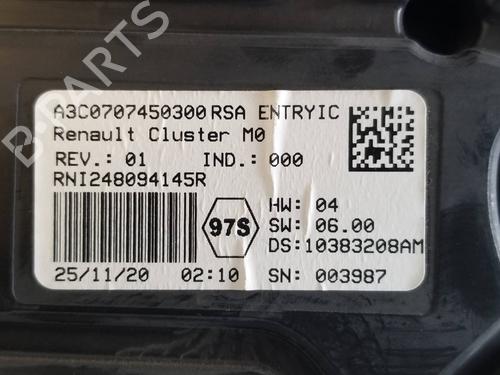 A3C0707450300 RSA ENTRYIC
Renault Cluster M0
REV.: 01 IND.: 000
RNI248094145R
HW: 04
97S
SW: 06.00
DS:10383208AM
25/11/20 02:10 SN: 003987
B-PARTS